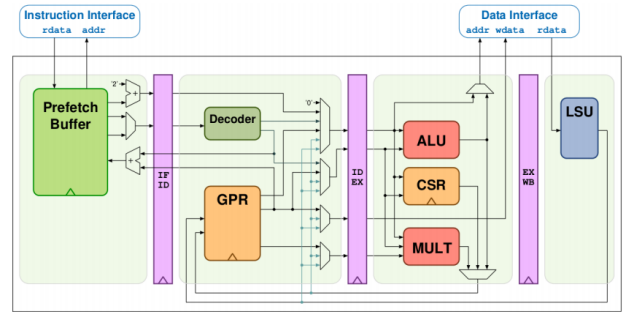 Instruction Interface
rdata addr
Data Interface
addr wdata rdata
Prefetch
Buffer
'2'
+
+
IF
ID
Decoder
GPR
'0'
ID
EX
ALU
CSR
MULT
EX
WB
LSU